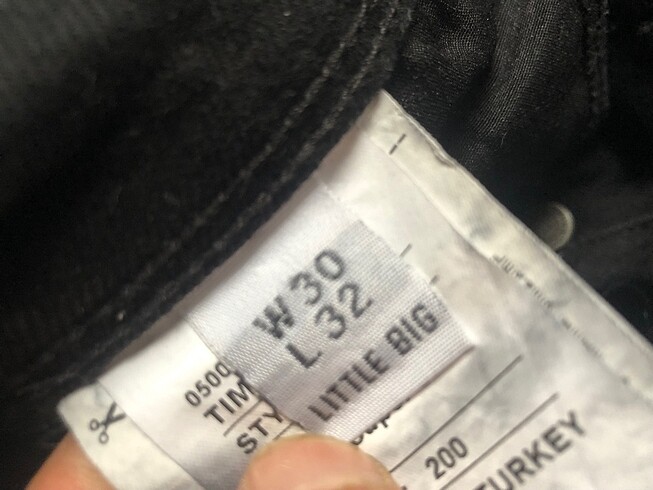 W 30
L 32
LITTLE BIG
0500
TIM
STY
200
TURKEY